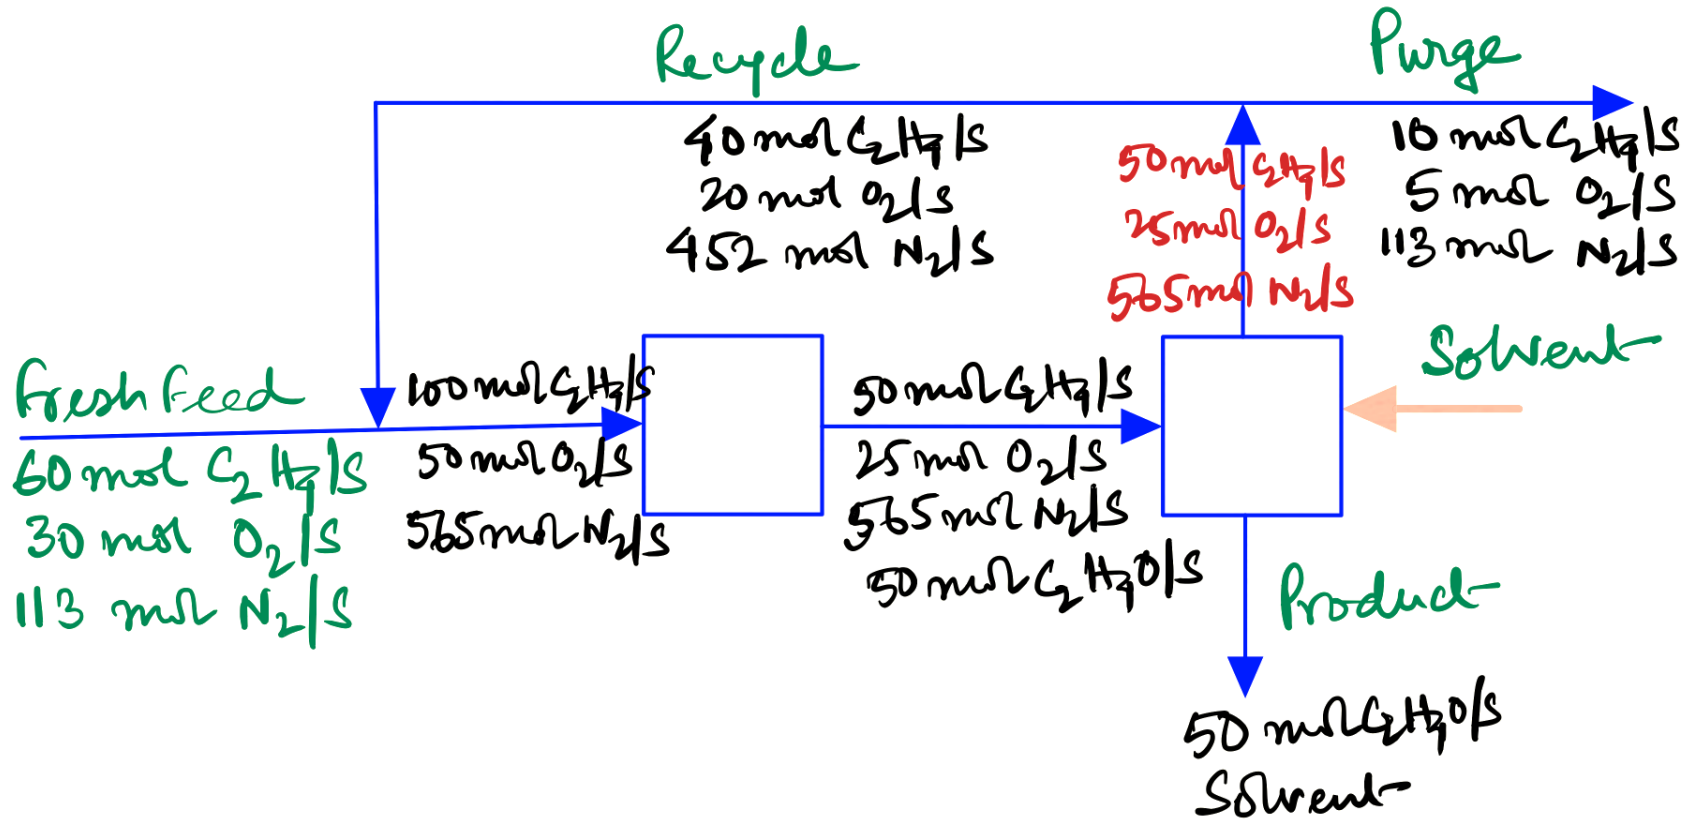 Recycle
Purge
40 mol C2H4/s
20 mol O2/s
452 mol N2/s
50 mol C2H4/s
25 mol O2/s
565 mol N2/s
10 mol C2H4/s
5 mol O2/s
113 mol N2/s
Solvent
Fresh Feed
60 mol C2H4/s
30 mol O2/s
113 mol N2/s
100 mol C2H4/s
50 mol O2/s
565 mol N2/s
50 mol C2H4/s
25 mol O2/s
565 mol N2/s
50 mol C2H4O/s
Product
50 mol C2H4O/s
Solvent